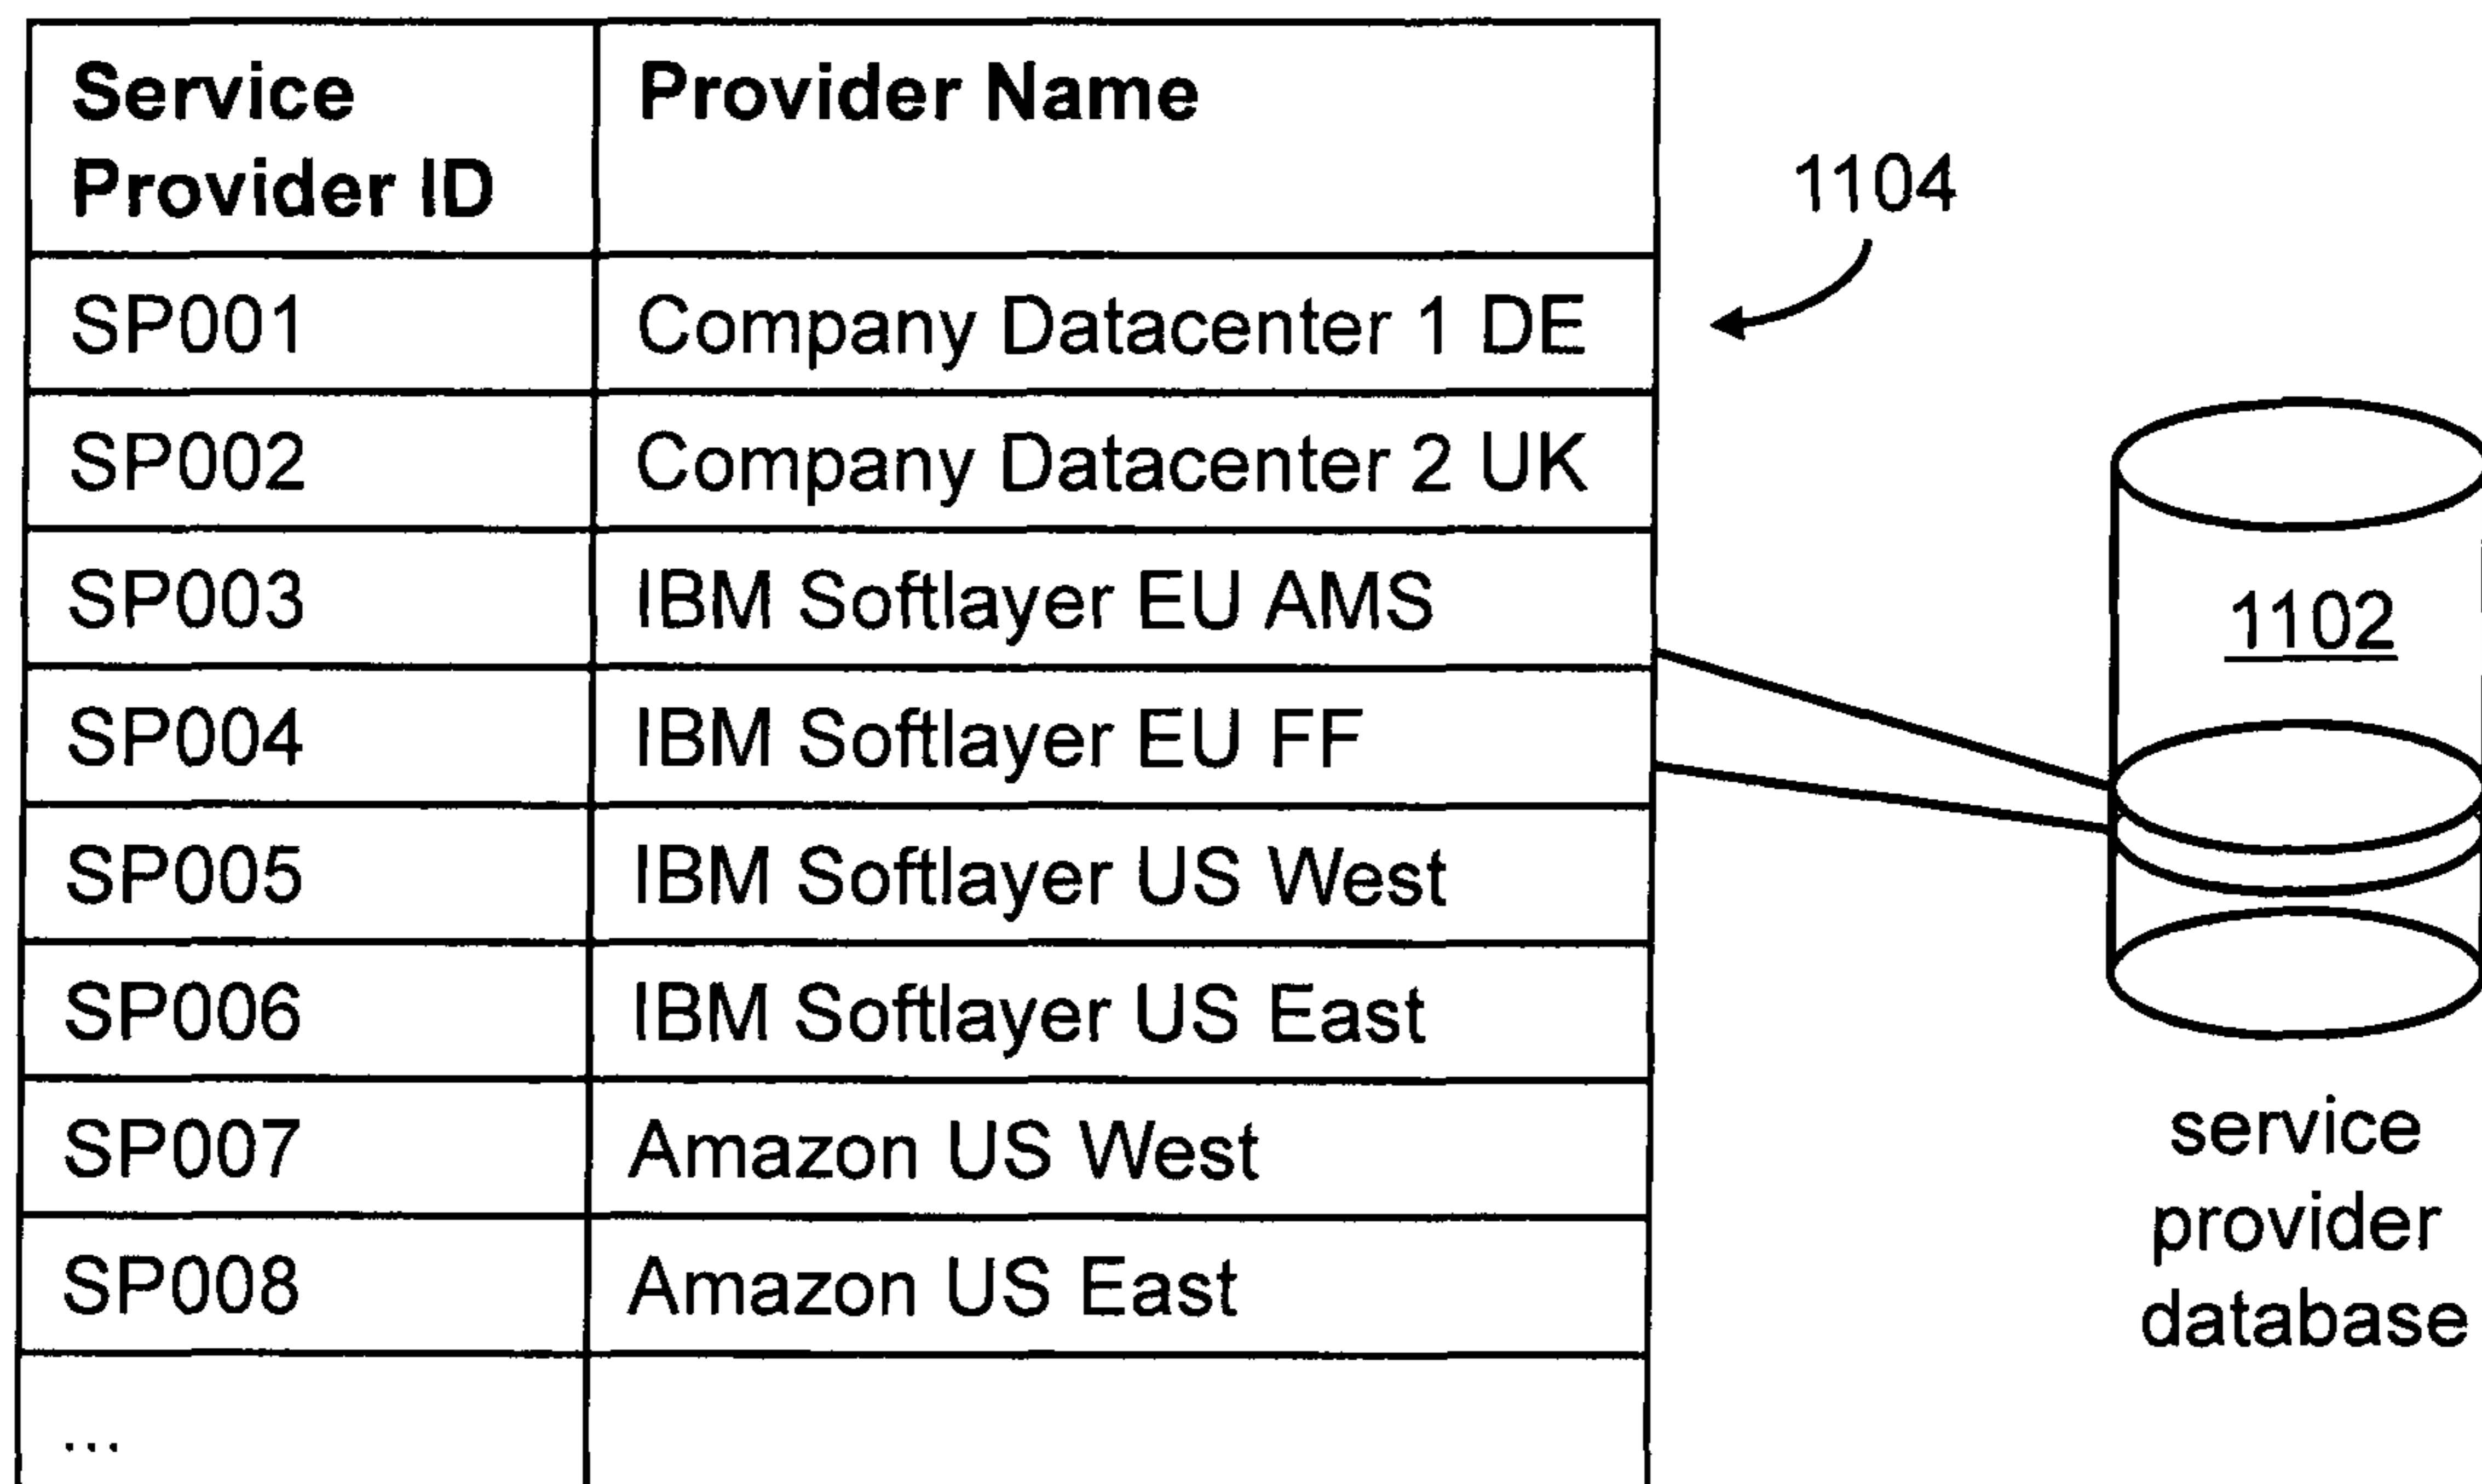 Service Provider Name
Provider ID
SP001 Company Datacenter 1 DE
SP002 Company Datacenter 2 UK
SP003 IBM Softlayer EU AMS
SP004 IBM Softlayer EU FF
SP005 IBM Softlayer US West
SP006 IBM Softlayer US East
SP007 Amazon US West
SP008 Amazon US East
...
1104
1102
service
provider
database